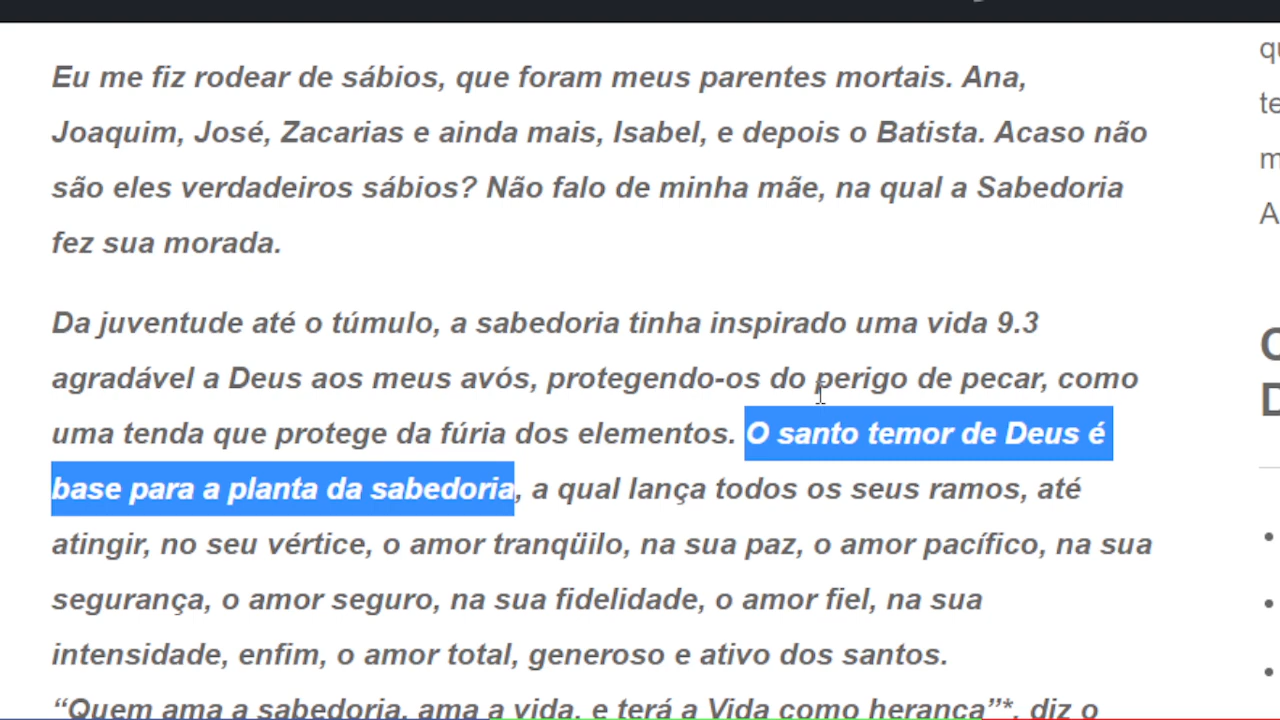 Eu me fiz rodear de sábios, que foram meus parentes mortais. Ana,
Joaquim, José, Zacarias e ainda mais, Isabel, e depois o Batista. Acaso não
são eles verdadeiros sábios? Não falo de minha mãe, na qual a Sabedoria
fez sua morada.
Da juventude até o túmulo, a sabedoria tinha inspirado uma vida 9.3
agradável a Deus aos meus avós, protegendo-os do perigo de pecar, como
uma tenda que protege da fúria dos elementos. O santo temor de Deus é
base para a planta da sabedoria, a qual lança todos os seus ramos, até
atingir, no seu vértice, o amor tranqüilo, na sua paz, o amor pacífico, na sua
segurança, o amor seguro, na sua fidelidade, o amor fiel, na sua
intensidade, enfim, o amor total, generoso e ativo dos santos.
“Quem ama a sabedoria, ama a vida, e terá a Vida como herança”*, diz o